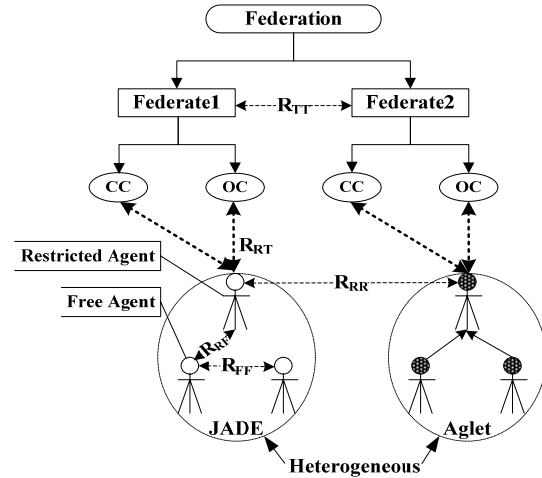 Federation
Federate1
R_TT
Federate2
CC
OC
CC
OC
R_RT
Restricted Agent
R_RR
Free Agent
R_RF
R_FF
JADE
Aglet
Heterogeneous